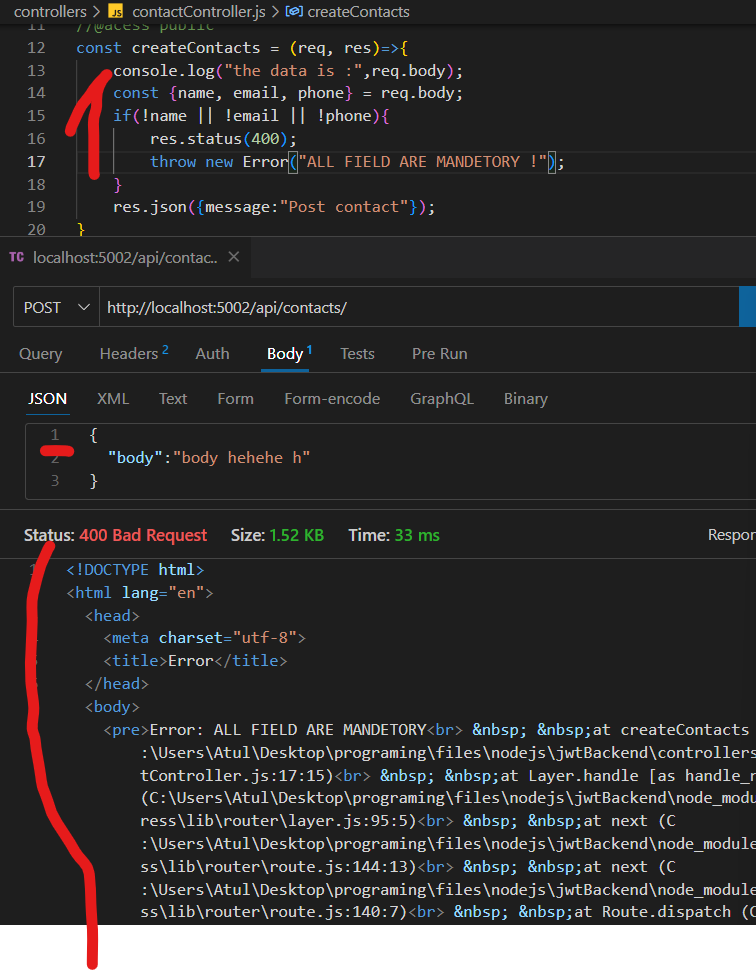 controllers > JS contactController.js > createContacts
11 //@acess public
12 const createContacts = (req, res)=>{
13 console.log("the data is :",req.body);
14 const {name, email, phone} = req.body;
15 if(!name || !email || !phone){
16 res.status(400);
17 throw new Error("ALL FIELD ARE MANDETORY !");
18 }
19 res.json({message:"Post contact"});
20 }
TC localhost:5002/api/contac.. ×
POST http://localhost:5002/api/contacts/
Query Headers 2 Auth Body 1 Tests Pre Run
JSON XML Text Form Form-encode GraphQL Binary
1 {
2 "body":"body hehehe h"
3 }
Status: 400 Bad Request Size: 1.52 KB Time: 33 ms Respon
1 <!DOCTYPE html>
<html lang="en">
<head>
<meta charset="utf-8">
<title>Error</title>
</head>
<body>
<pre>Error: ALL FIELD ARE MANDETORY<br> &nbsp; &nbsp;at createContacts
:\Users\Atul\Desktop\programing\files\nodejs\jwtBackend\controllers
tController.js:17:15)<br> &nbsp; &nbsp;at Layer.handle [as handle_r
(C:\Users\Atul\Desktop\programing\files\nodejs\jwtBackend\node_modu
ress\lib\router\layer.js:95:5)<br> &nbsp; &nbsp;at next (C
:\Users\Atul\Desktop\programing\files\nodejs\jwtBackend\node_module
ss\lib\router\route.js:144:13)<br> &nbsp; &nbsp;at next (C
:\Users\Atul\Desktop\programing\files\nodejs\jwtBackend\node_module
ss\lib\router\route.js:140:7)<br> &nbsp; &nbsp;at Route.dispatch (C